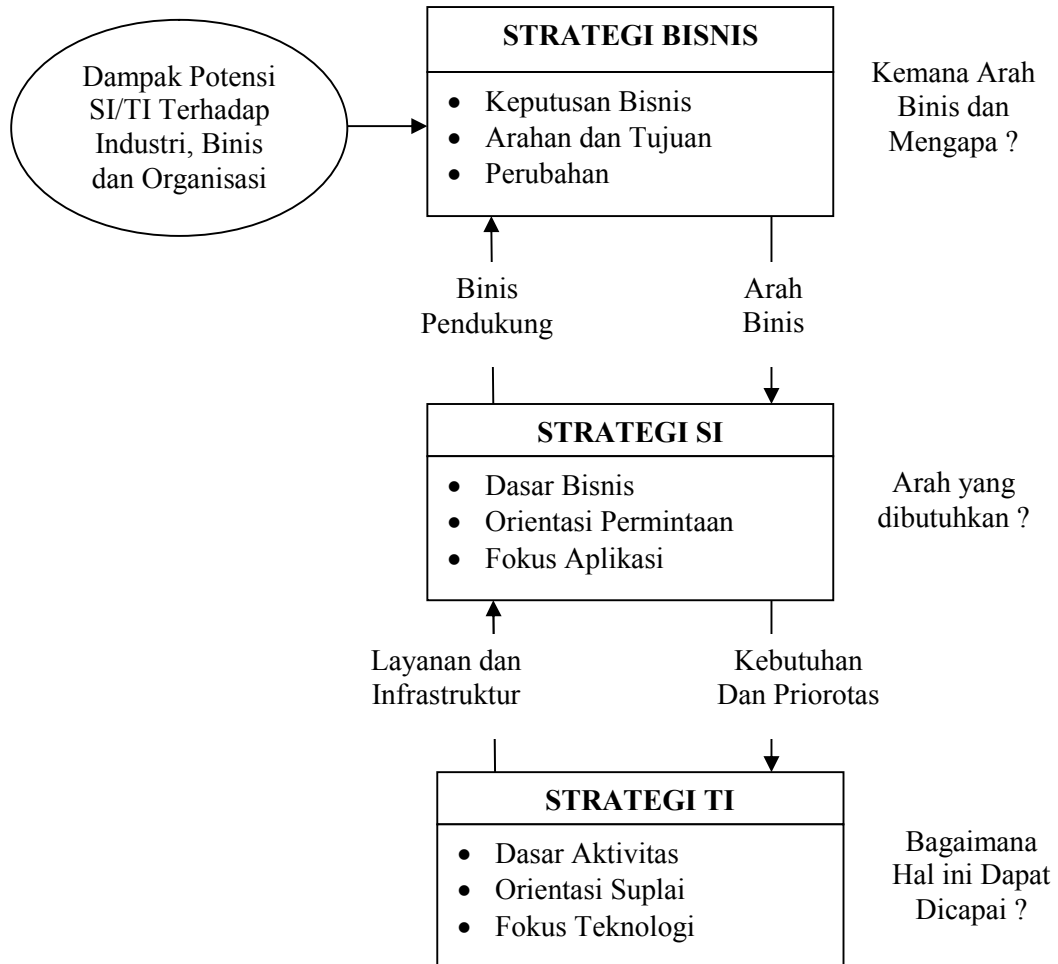 STRATEGI BISNIS
Dampak Potensi
SI/TI Terhadap
Industri, Binis
dan Organisasi
• Keputusan Bisnis
• Arahan dan Tujuan
• Perubahan
Kemana Arah
Binis dan
Mengapa ?
Binis
Pendukung
Arah
Binis
STRATEGI SI
• Dasar Bisnis
• Orientasi Permintaan
• Fokus Aplikasi
Arah yang
dibutuhkan ?
Layanan dan
Infrastruktur
Kebutuhan
Dan Priorotas
STRATEGI TI
• Dasar Aktivitas
• Orientasi Suplai
• Fokus Teknologi
Bagaimana
Hal ini Dapat
Dicapai ?